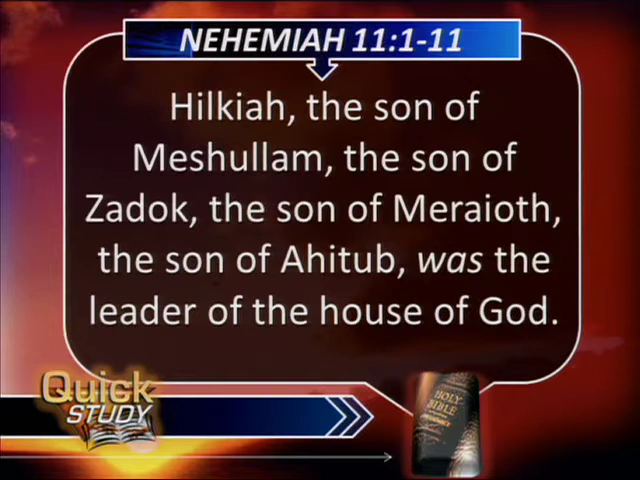 NEHEMIAH 11:1-11
Hilkiah, the son of
Meshullam, the son of
Zadok, the son of Meraioth,
the son of Ahitub, was the
leader of the house of God.
Quick
STUDY
HOLY
BIBLE